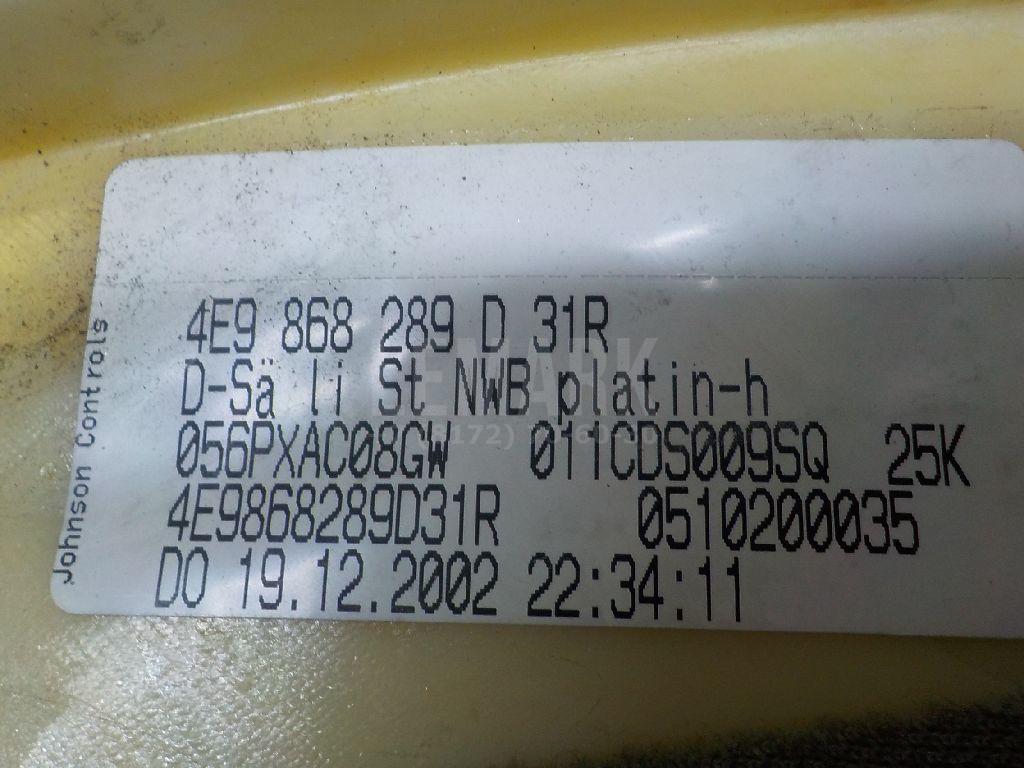 Johnson Controls
4E9 868 289 D 31R
D-Sä li St NWB platin-h
056PXAC08GW 011CDS009SQ 25K
4E9868289D31R 0510200035
DO 19.12.2002 22:34:11